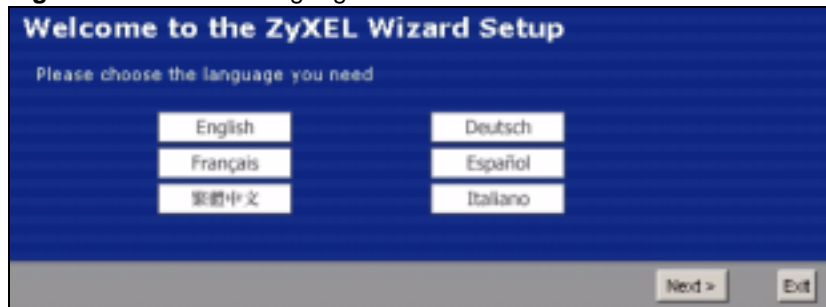 Welcome to the ZyXEL Wizard Setup
Please choose the language you need
English Deutsch
Français Español
繁體中文 Italiano
Next > Exit